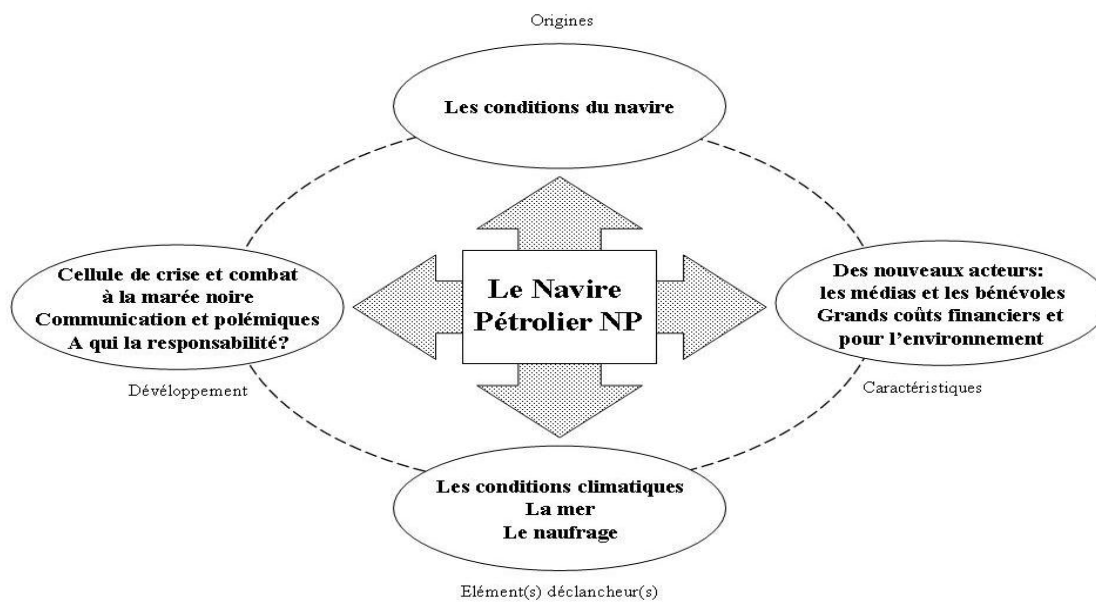 Origines
Les conditions du navire
Cellule de crise et combat
à la marée noire
Communication et polémiques
A qui la responsabilité?
Dévéloppement
Le Navire
Pétrolier NP
Des nouveaux acteurs:
les médias et les bénévoles
Grands coûts financiers et
pour l'environnement
Caractéristiques
Les conditions climatiques
La mer
Le naufrage
Elément(s) déclancheur(s)